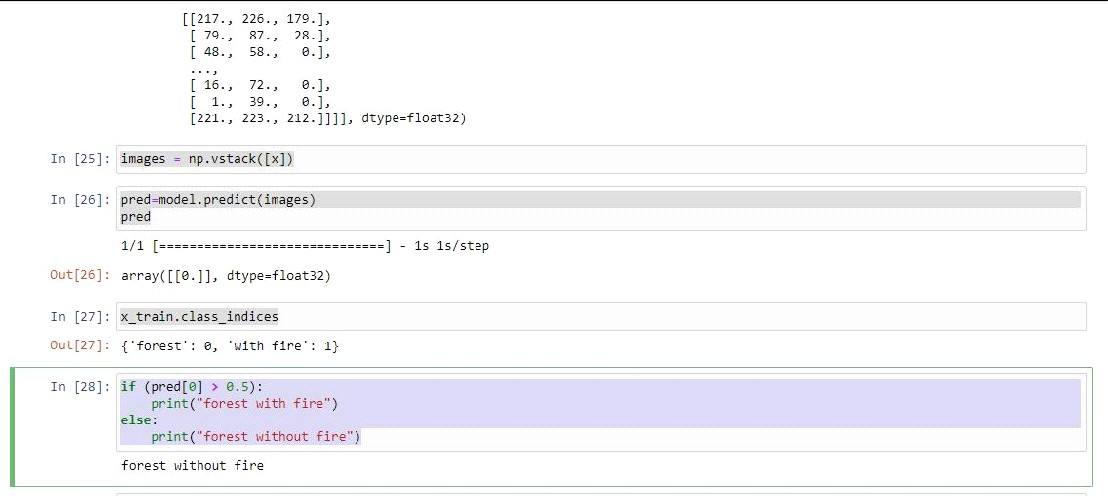 [[217., 226., 179.],
[ 79., 87., 28.],
[ 48., 58., 0.],
...,
[ 16., 72., 0.],
[ 1., 39., 0.],
[221., 223., 212.]]]], dtype=float32)
In [25]: images = np.vstack([x])
In [26]: pred=model.predict(images)
pred
1/1 [==============================] - 1s 1s/step
Out[26]: array([[0.]], dtype=float32)
In [27]: x_train.class_indices
Out[27]: {'forest': 0, 'with fire': 1}
In [28]: if (pred[0] > 0.5):
print("forest with fire")
else:
print("forest without fire")
forest without fire